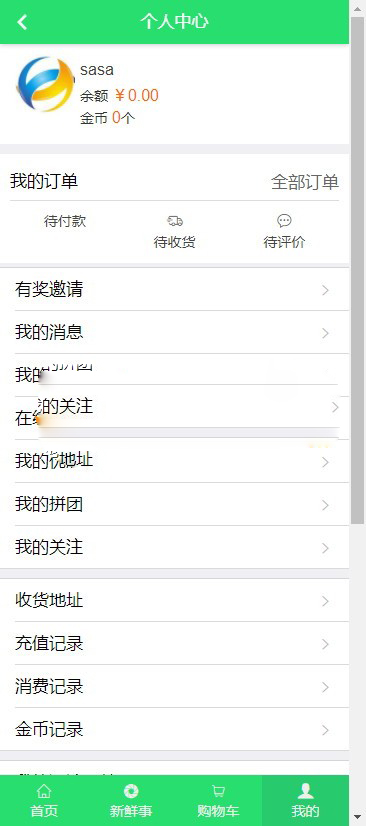 个人中心
sasa
余额 ￥0.00
金币 0个
我的订单 全部订单
待付款 待收货 待评价
有奖邀请
我的消息
我的
的关注
在
我的 地址
我的拼团
我的关注
收货地址
充值记录
消费记录
金币记录
首页 新鲜事 购物车 我的